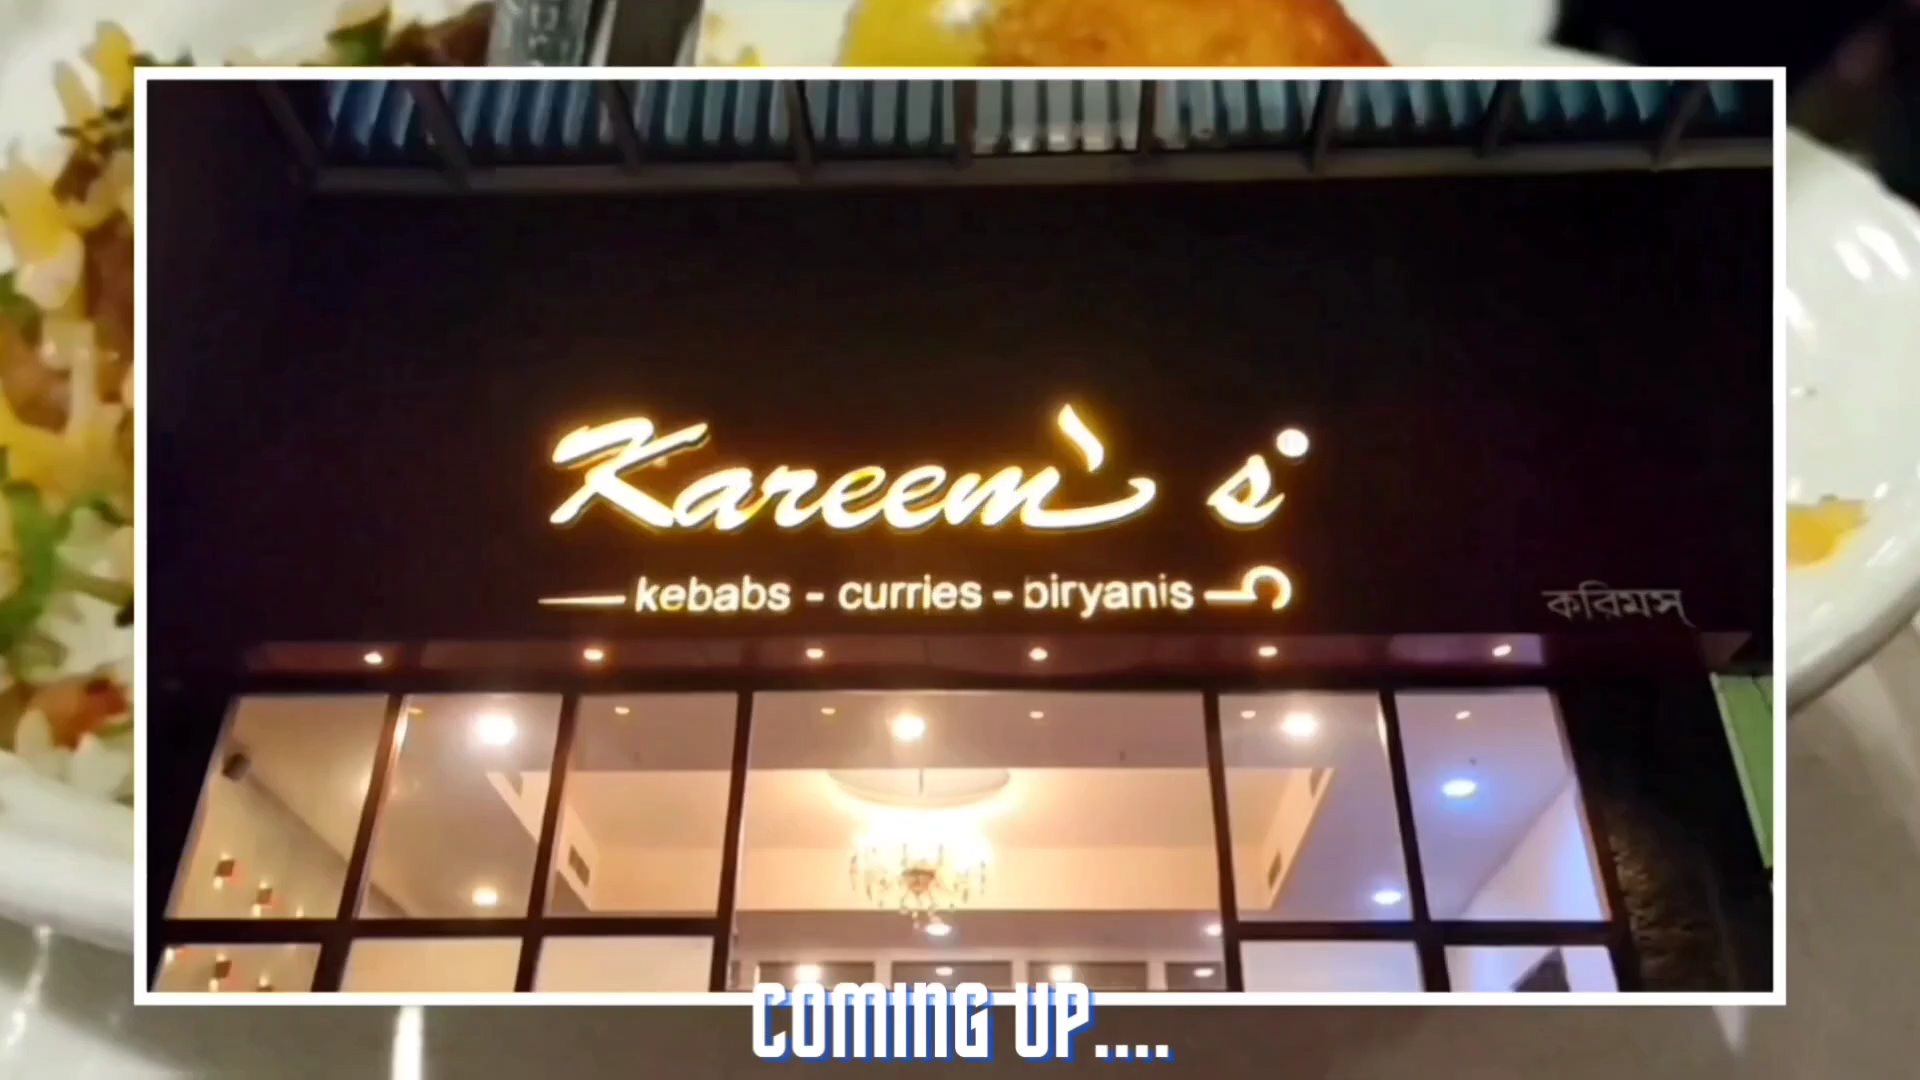 Kareem's
kebabs - curries - biryanis
করিমস্
COMING UP....